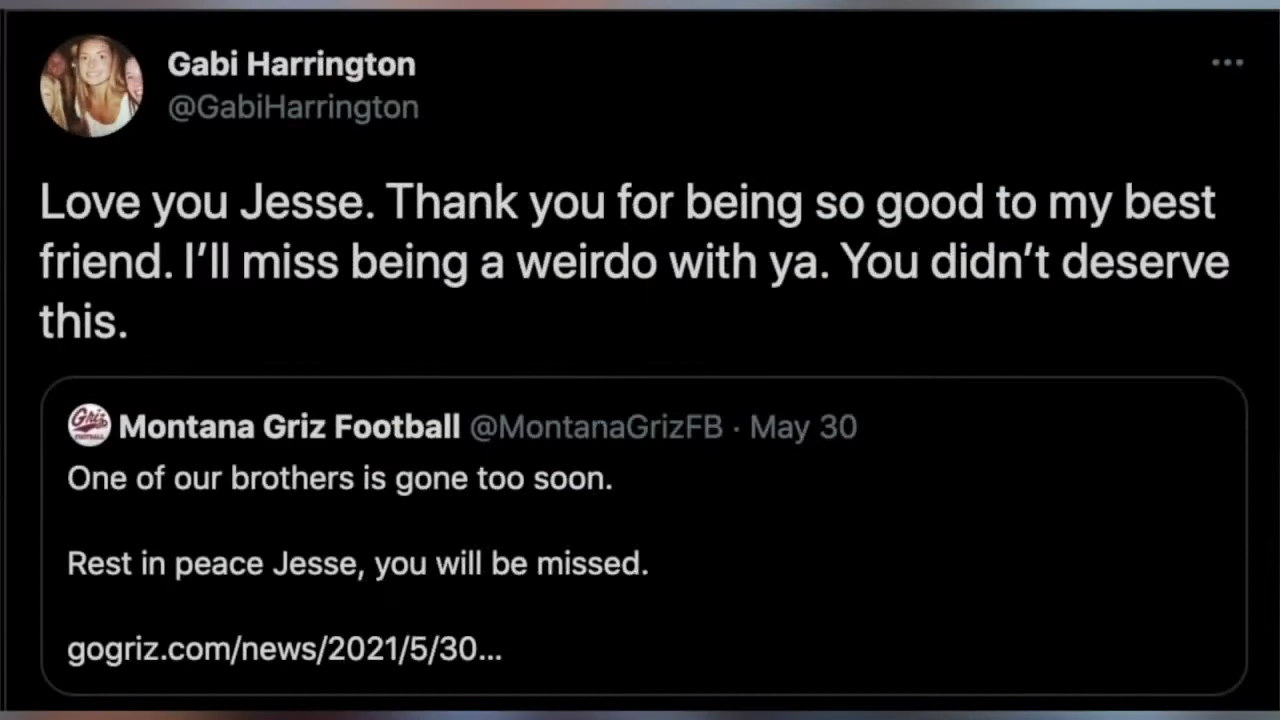 Gabi Harrington
@GabiHarrington
Love you Jesse. Thank you for being so good to my best
friend. I’ll miss being a weirdo with ya. You didn’t deserve
this.
Griz
FOOTBALL
Montana Griz Football @MontanaGrizFB · May 30
One of our brothers is gone too soon.
Rest in peace Jesse, you will be missed.
gogriz.com/news/2021/5/30...